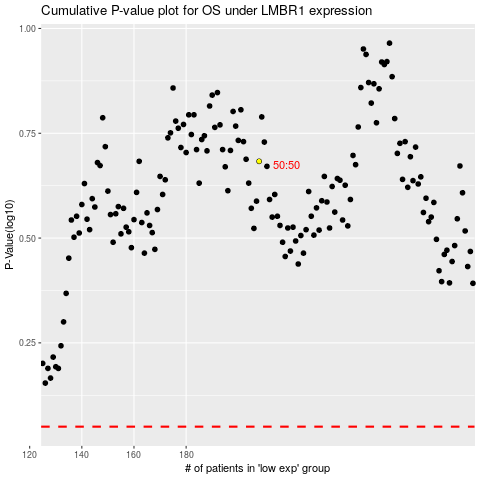 Cumulative P-value plot for OS under LMBR1 expression
P-Value(log10)
1.00
0.75
0.50
0.25
50:50
120 140 160 180
# of patients in 'low exp' group